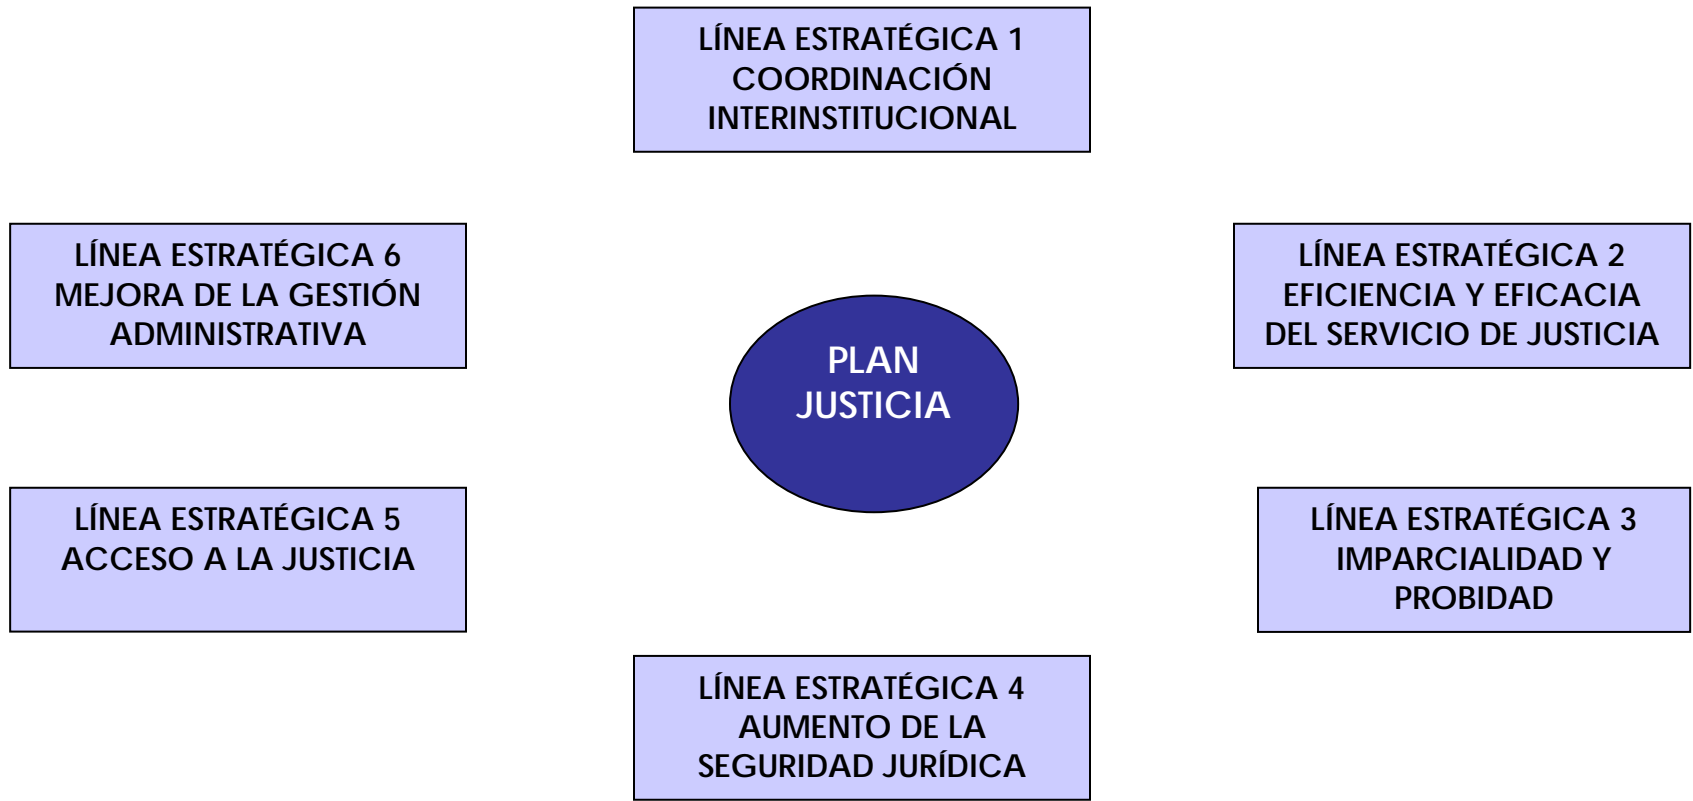 LÍNEA ESTRATÉGICA 1
COORDINACIÓN
INTERINSTITUCIONAL
LÍNEA ESTRATÉGICA 6
MEJORA DE LA GESTIÓN
ADMINISTRATIVA
LÍNEA ESTRATÉGICA 2
EFICIENCIA Y EFICACIA
DEL SERVICIO DE JUSTICIA
PLAN
JUSTICIA
LÍNEA ESTRATÉGICA 5
ACCESO A LA JUSTICIA
LÍNEA ESTRATÉGICA 3
IMPARCIALIDAD Y
PROBIDAD
LÍNEA ESTRATÉGICA 4
AUMENTO DE LA
SEGURIDAD JURÍDICA